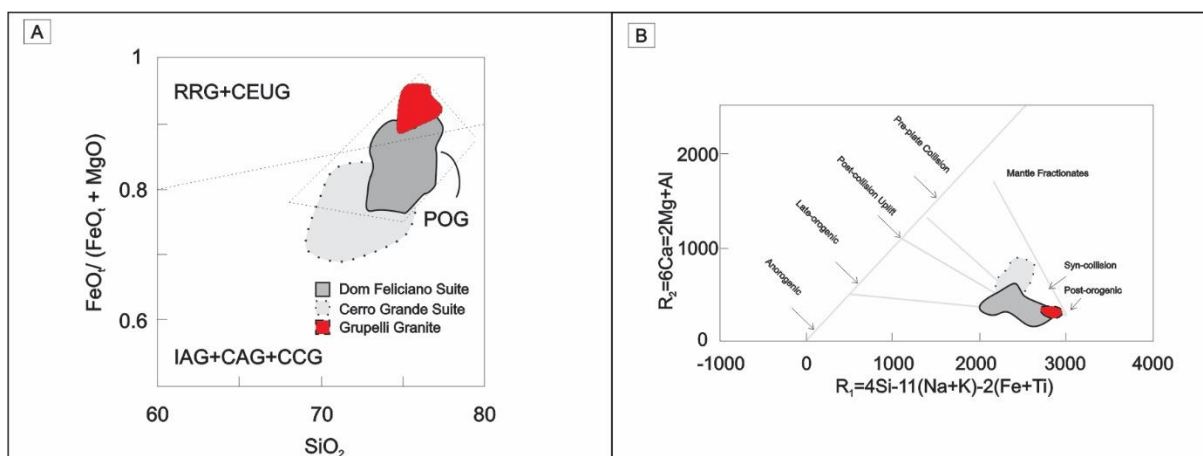 A
1
RRG+CEUG
0.8
0.6
FeOt/ (FeOt + MgO)
POG
Dom Feliciano Suite
Cerro Grande Suite
Grupelli Granite
IAG+CAG+CCG
60
70
80
SiO2
B
2000
1000
0
R2=6Ca=2Mg+Al
Pre-plate Collision
Post-collision Uplift
Late-orogenic
Anorogenic
Mantle Fractionates
Syn-collision
Post-orogenic
-1000
0
1000
2000
3000
4000
R1=4Si-11(Na+K)-2(Fe+Ti)